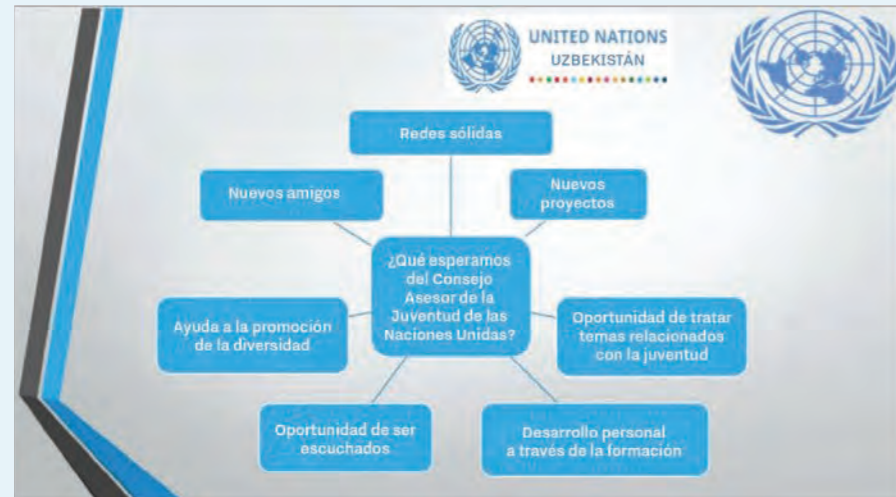 UNITED NATIONS
UZBEKISTÁN
Redes sólidas
Nuevos amigos
Nuevos
proyectos
¿Qué esperamos
del Consejo
Asesor de la
Juventud de las
Naciones Unidas?
Ayuda a la promoción
de la diversidad
Oportunidad de tratar
temas relacionados
con la juventud
Oportunidad de ser
escuchados
Desarrollo personal
a través de la formación